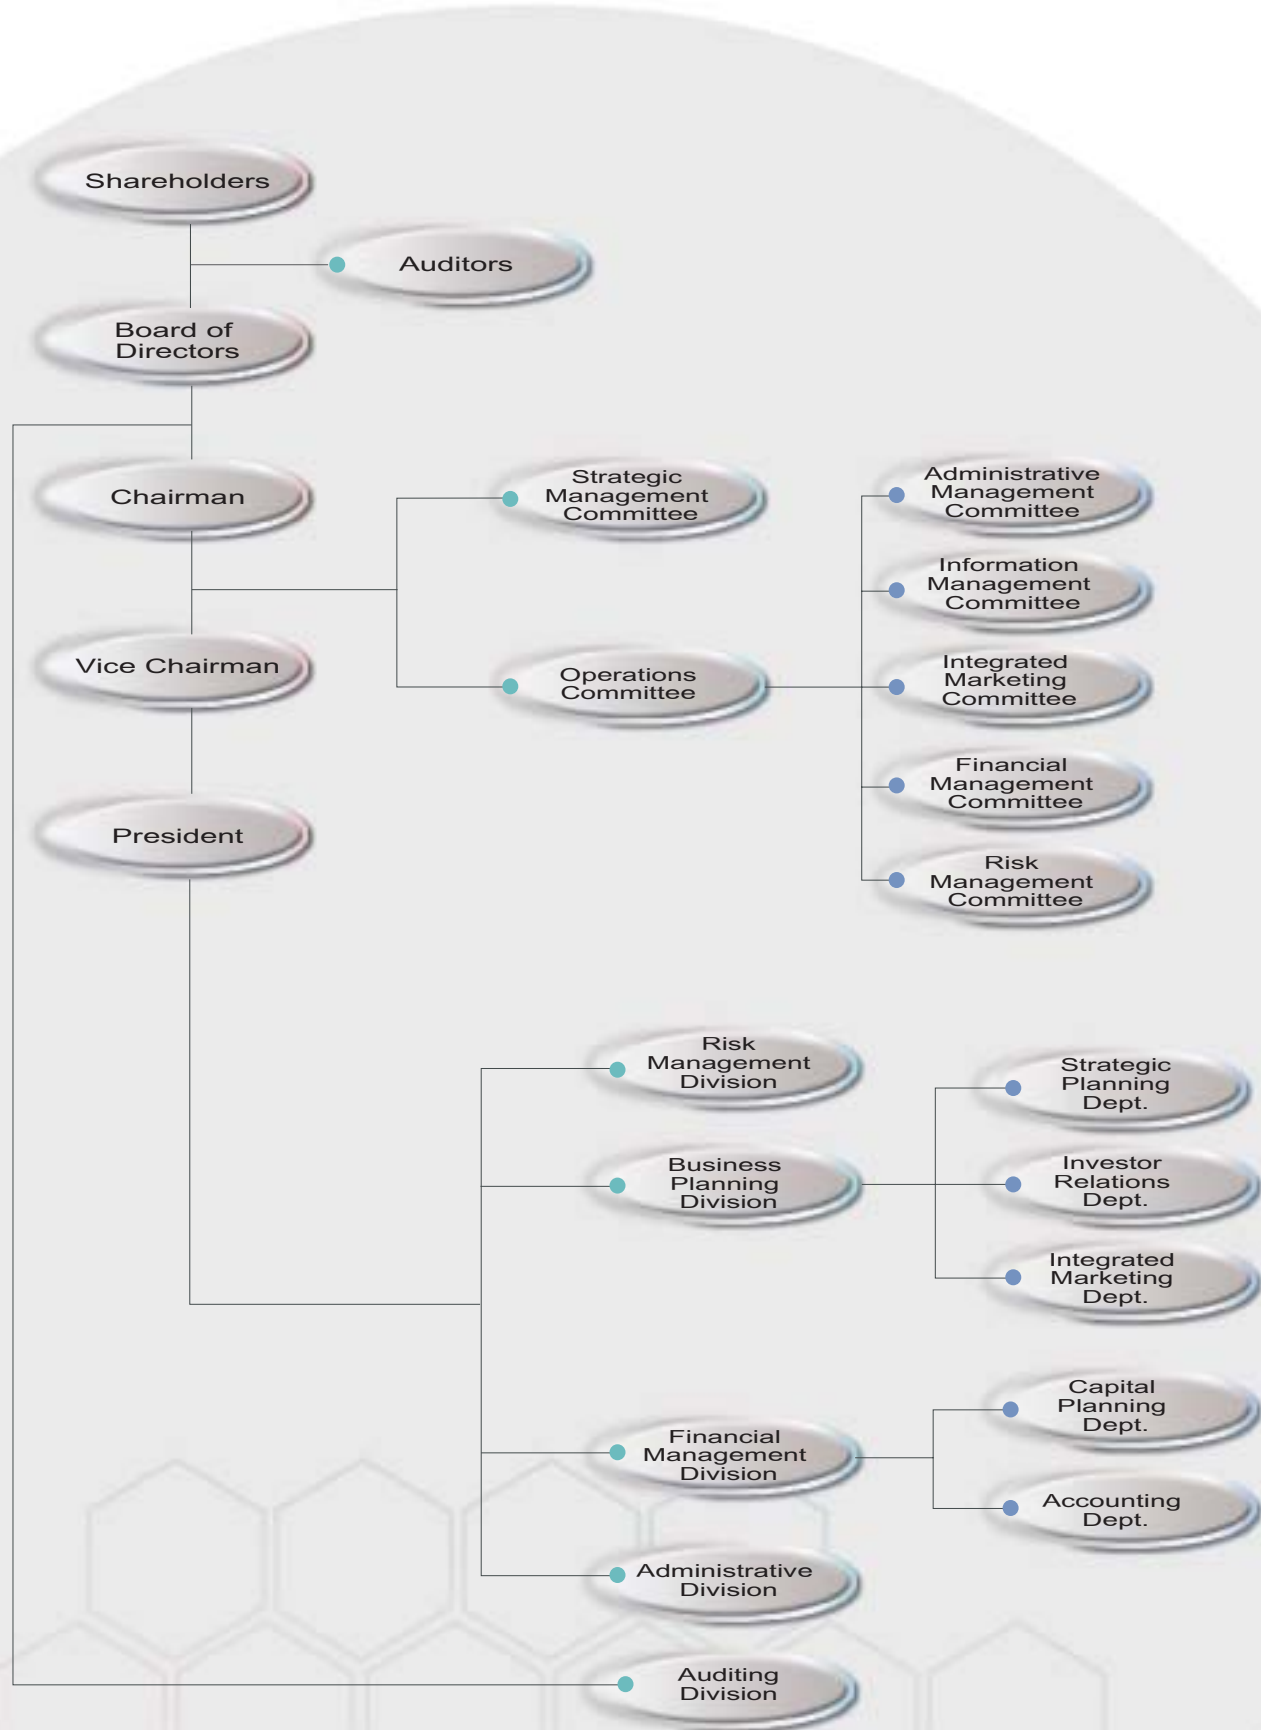 Shareholders
Auditors
Board of
Directors
Chairman
Strategic
Management
Committee
Administrative
Management
Committee
Information
Management
Committee
Vice Chairman
Operations
Committee
Integrated
Marketing
Committee
Financial
Management
Committee
President
Risk
Management
Committee
Risk
Management
Division
Strategic
Planning
Dept.
Business
Planning
Division
Investor
Relations
Dept.
Integrated
Marketing
Dept.
Capital
Planning
Dept.
Financial
Management
Division
Accounting
Dept.
Administrative
Division
Auditing
Division